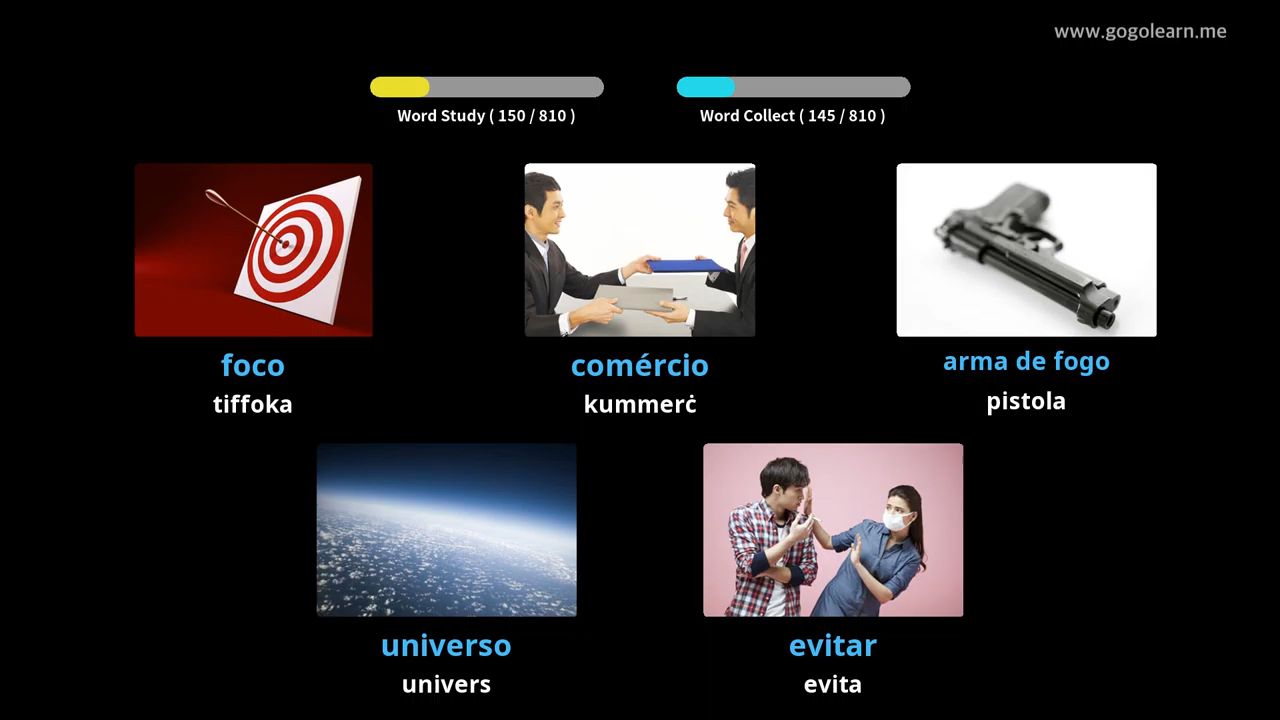 www.gogolearn.me
Word Study ( 150 / 810 )
Word Collect ( 145 / 810 )
foco
tiffoka
comércio
kummerċ
arma de fogo
pistola
universo
univers
evitar
evita